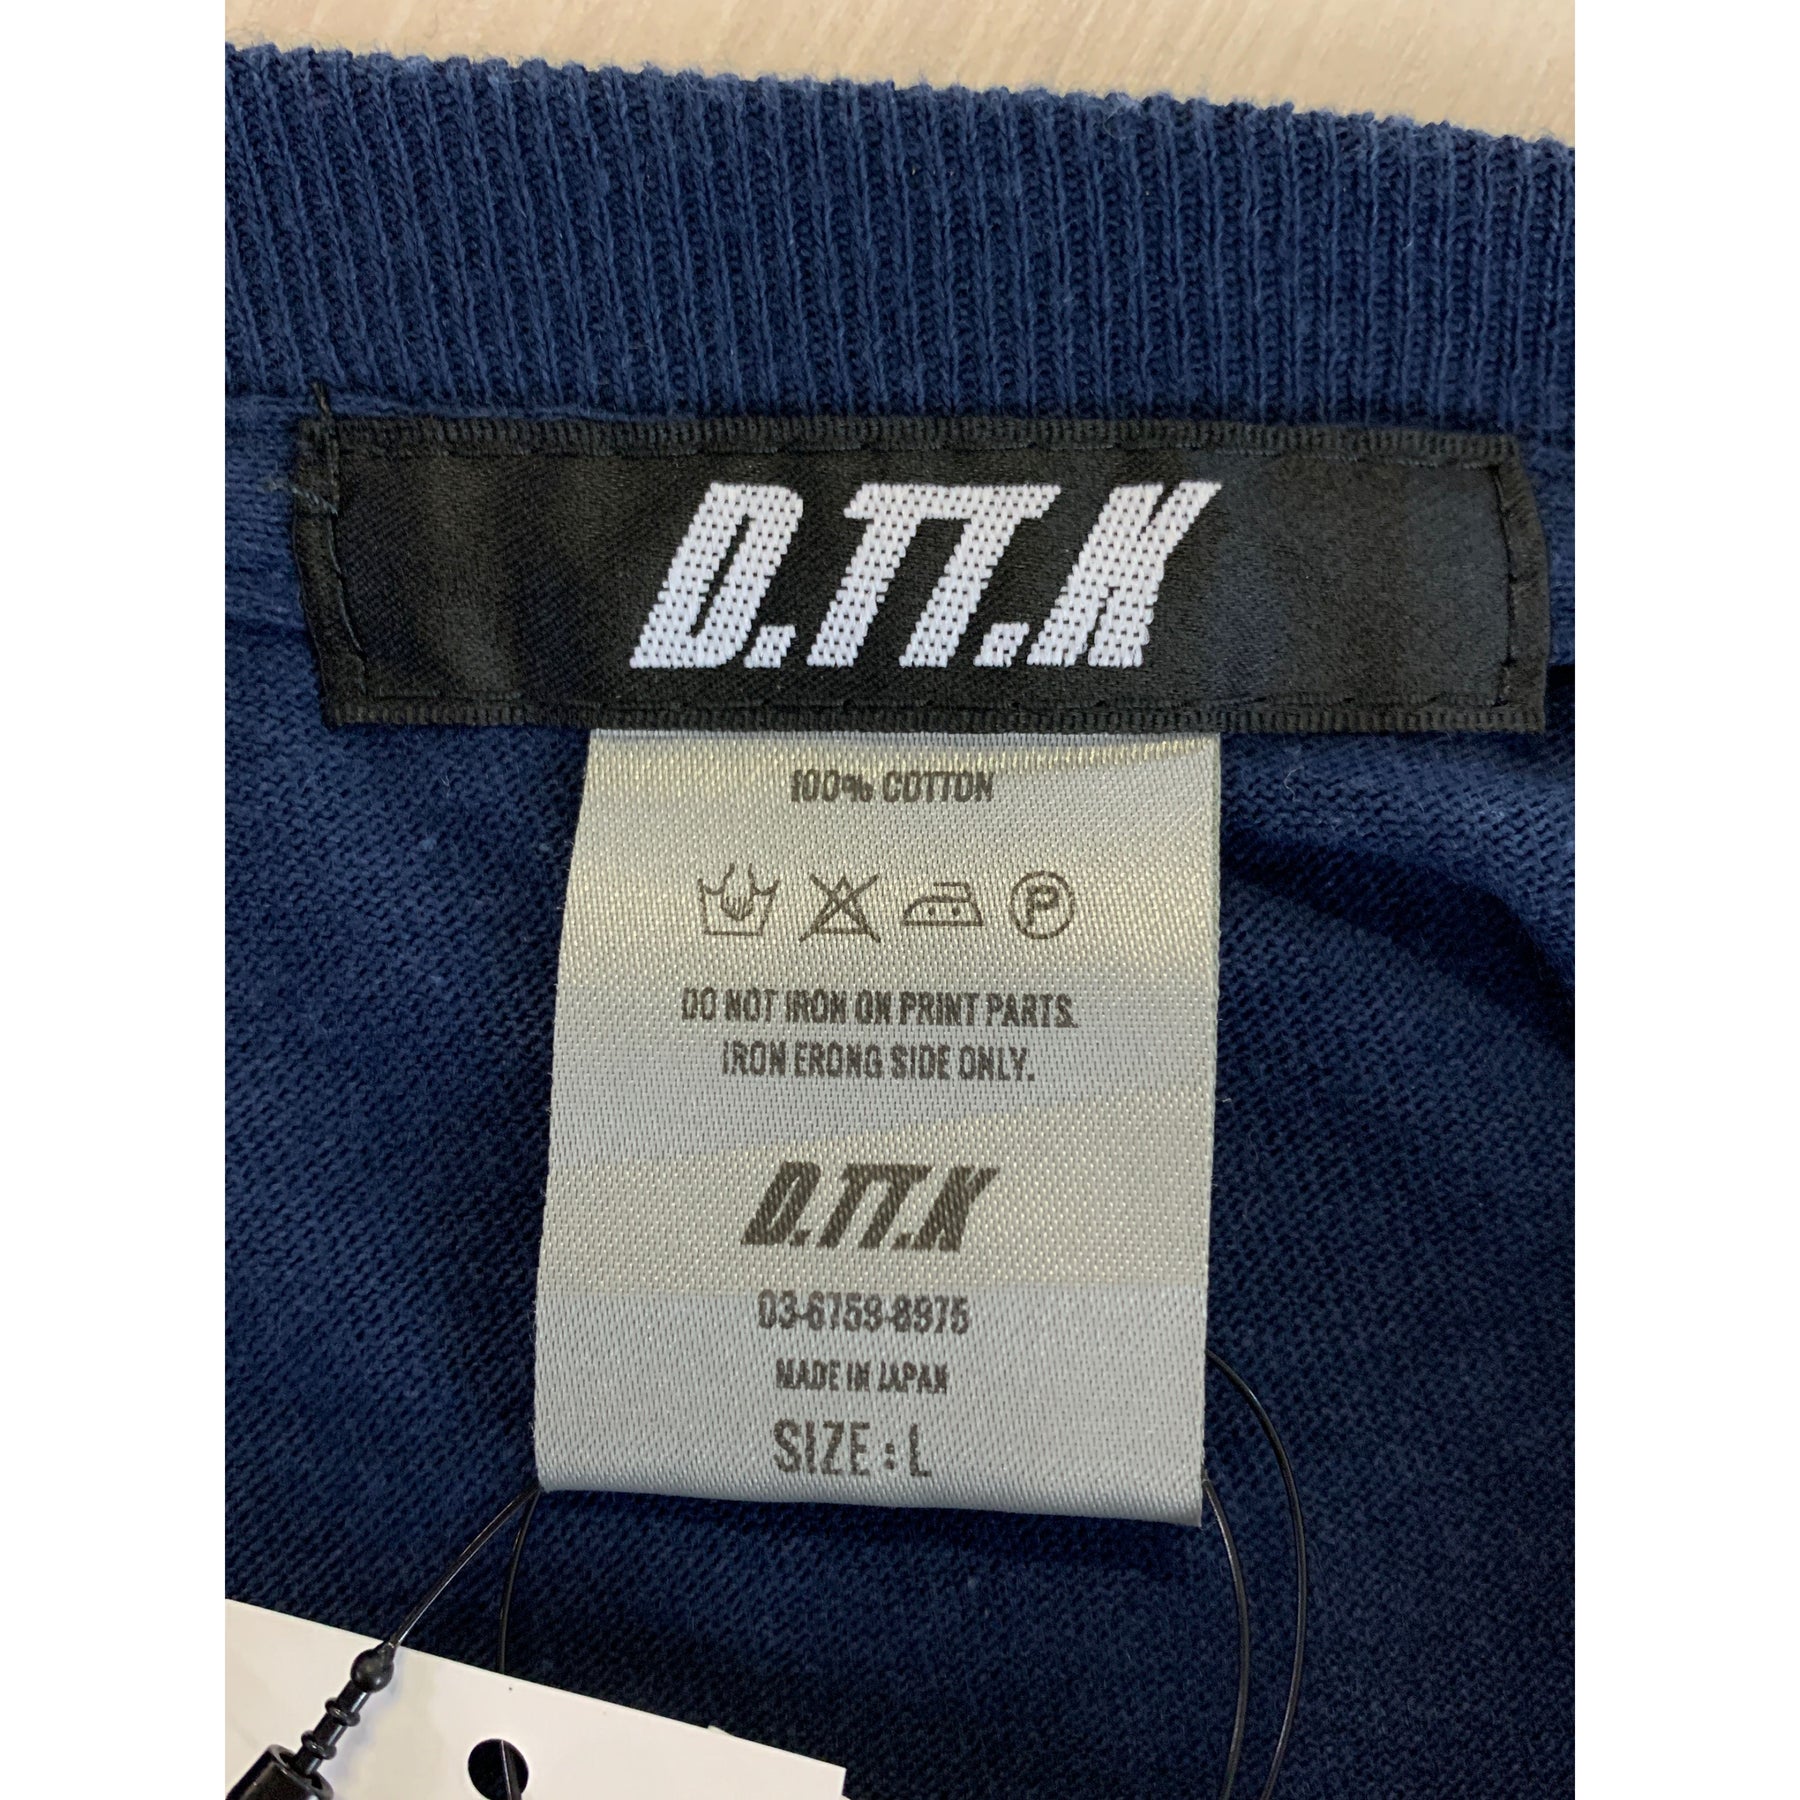 D.TT.K
100% COTTON
P
DO NOT IRON ON PRINT PARTS.
IRON ERONG SIDE ONLY.
D.TT.K
03-6759-8975
MADE IN JAPAN
SIZE : L